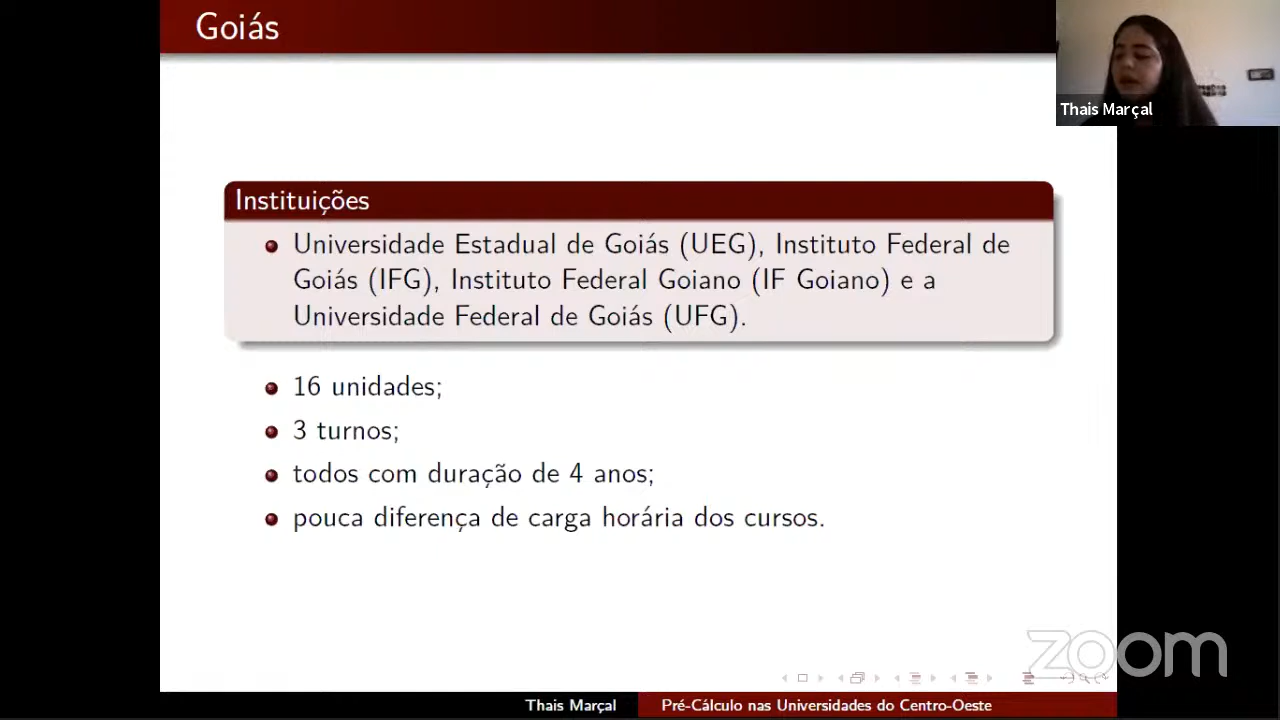 Goiás
Thais Marçal
Instituições
Universidade Estadual de Goiás (UEG), Instituto Federal de
Goiás (IFG), Instituto Federal Goiano (IF Goiano) e a
Universidade Federal de Goiás (UFG).
16 unidades;
3 turnos;
todos com duração de 4 anos;
pouca diferença de carga horária dos cursos.
zoom
Thais Marçal
Pré-Cálculo nas Universidades do Centro-Oeste